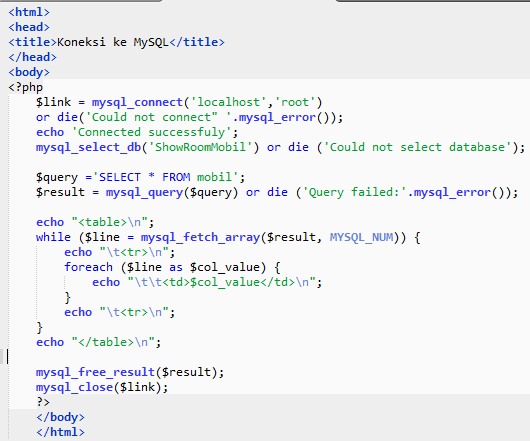 <html>
<head>
<title>Koneksi ke MySQL</title>
</head>
<body>
<?php
$link = mysql_connect('localhost','root')
or die('Could not connect" '.mysql_error());
echo 'Connected successfuly';
mysql_select_db('ShowRoomMobil') or die ('Could not select database');
$query ='SELECT * FROM mobil';
$result = mysql_query($query) or die ('Query failed:'.mysql_error());
echo "<table>\n";
while ($line = mysql_fetch_array($result, MYSQL_NUM)) {
echo "\t<tr>\n";
foreach ($line as $col_value) {
echo "\t\t<td>$col_value</td>\n";
}
echo "\t<tr>\n";
}
echo "</table>\n";
mysql_free_result($result);
mysql_close($link);
?>
</body>
</html>